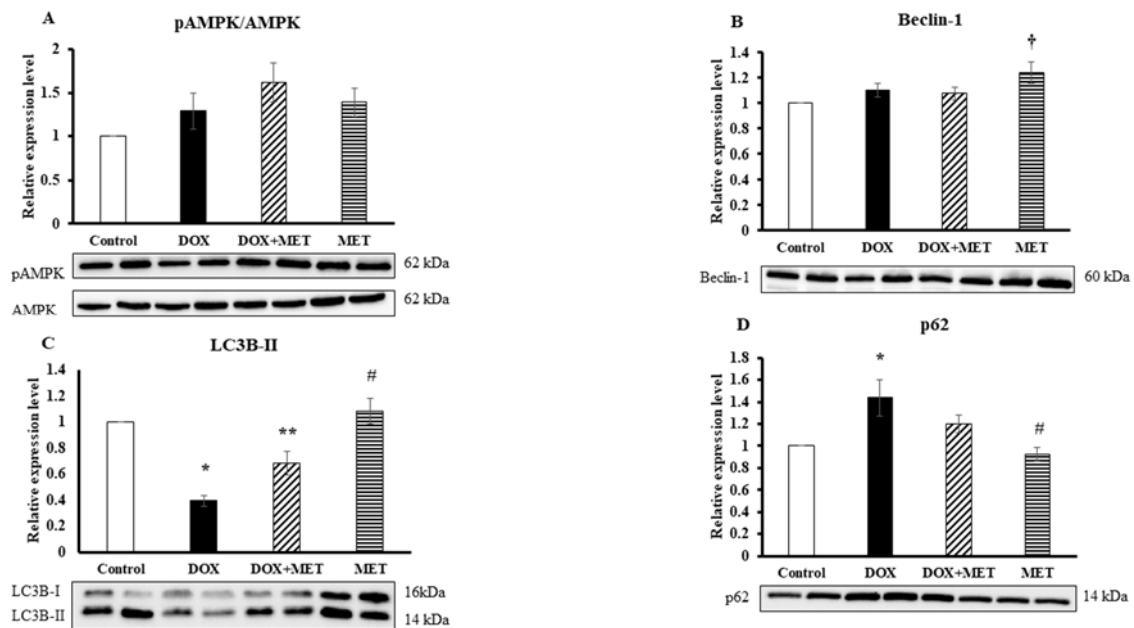 A
pAMPK/AMPK
Relative expression level
2
1.5
1
0.5
0
Control DOX DOX+MET MET
pAMPK 62 kDa
AMPK 62 kDa
B
Beclin-1
Relative expression level
1.4
1.2
1
0.8
0.6
0.4
0.2
0
†
Control DOX DOX+MET MET
Beclin-1 60 kDa
C
LC3B-II
Relative expression level
1.4
1.2
1
0.8
0.6
0.4
0.2
0
* ** #
Control DOX DOX+MET MET
LC3B-I 16kDa
LC3B-II 14 kDa
D
p62
Relative expression level
1.8
1.6
1.4
1.2
1
0.8
0.6
0.4
0.2
0
* #
Control DOX DOX+MET MET
p62 14 kDa